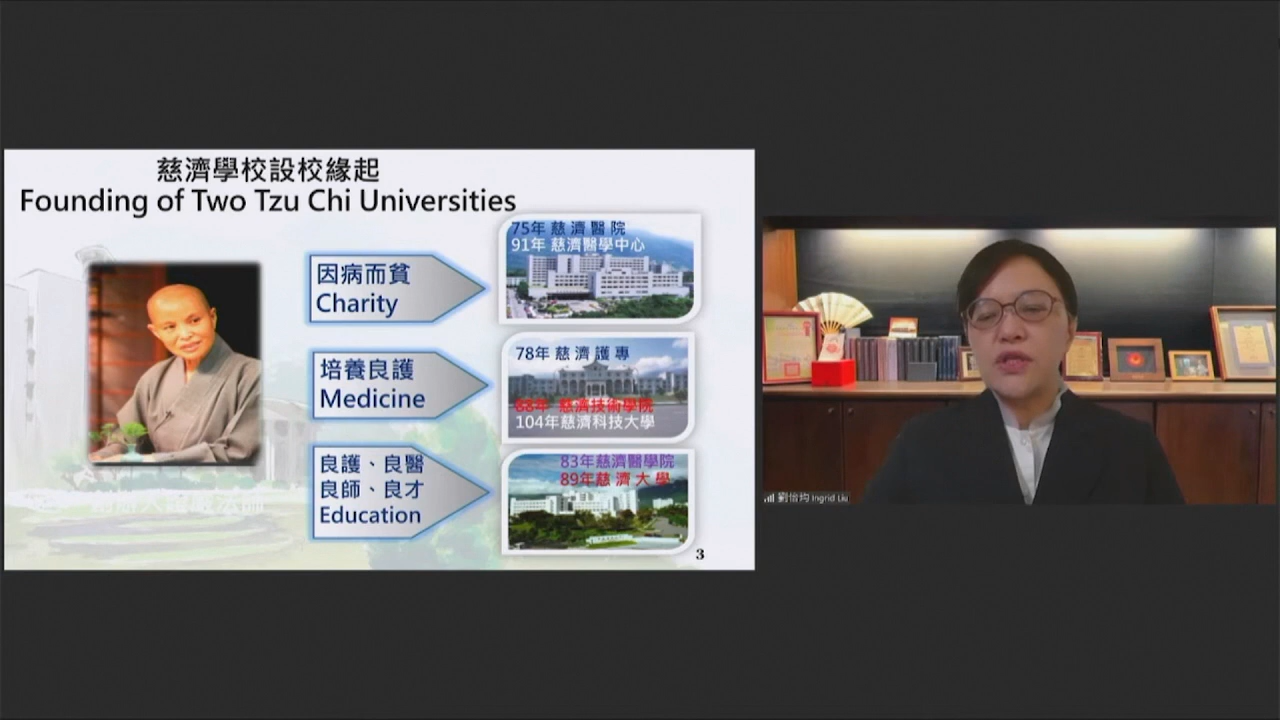 慈濟學校設校緣起
Founding of Two Tzu Chi Universities
因病而貧
Charity
75年 慈濟醫院
91年 慈濟醫學中心
培養良護
Medicine
78年 慈濟護專
88年 慈濟技術學院
104年慈濟科技大學
良護、良醫
良師、良才
Education
83年慈濟醫學院
89年慈濟大學
3
劉怡均 Ingrid Liu